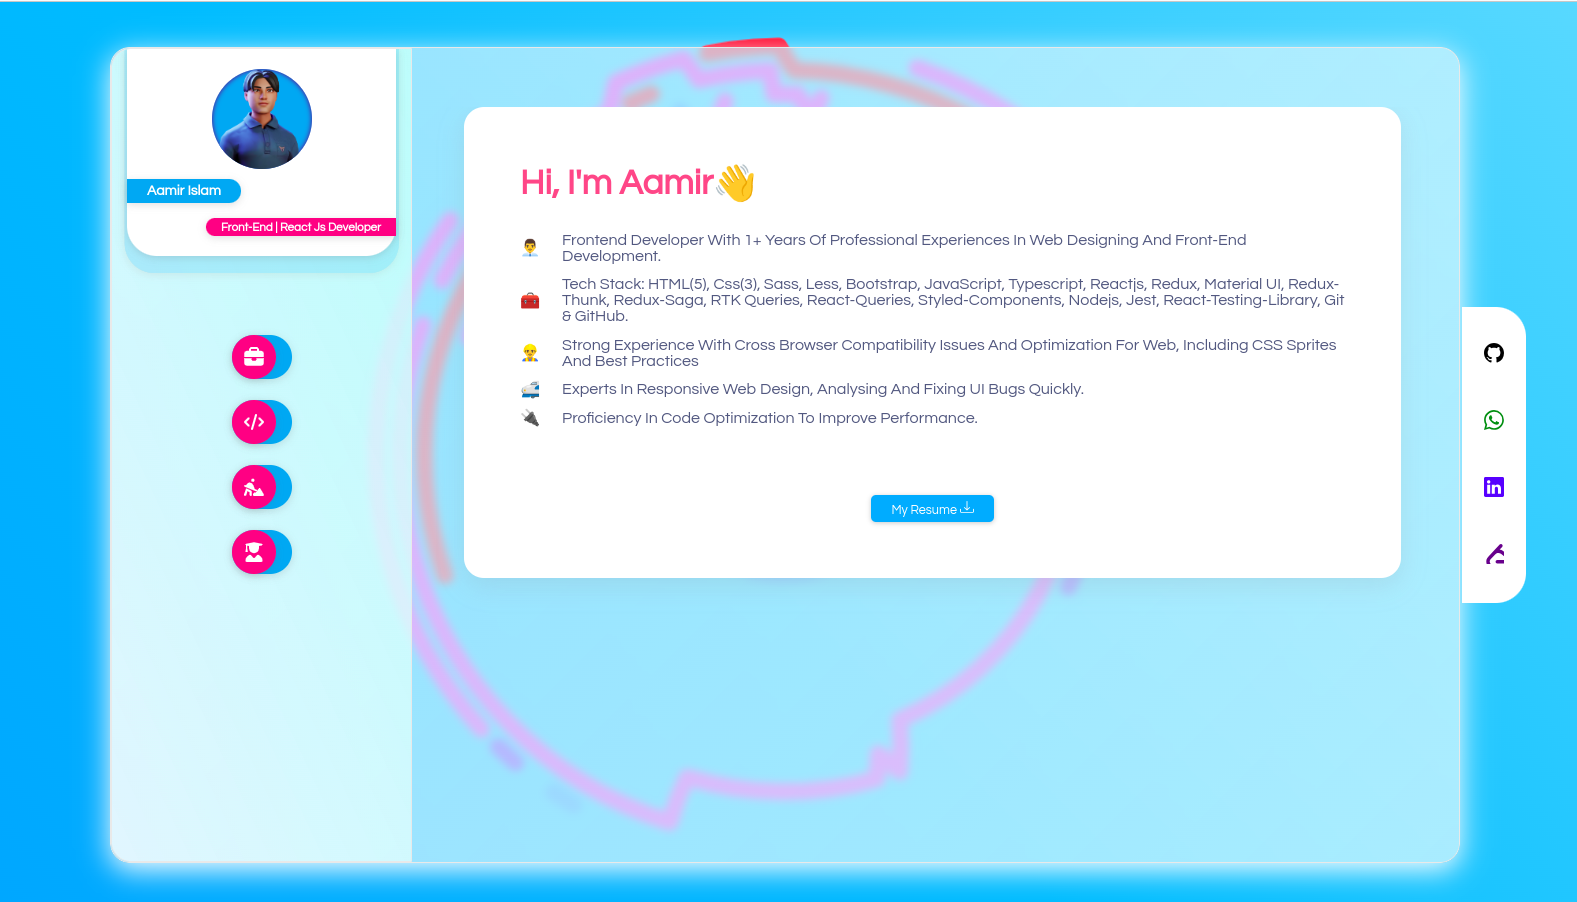 Aamir Islam
Front-End | React Js Developer
Hi, I'm Aamir👋
Frontend Developer With 1+ Years Of Professional Experiences In Web Designing And Front-End
Development.
Tech Stack: HTML(5), Css(3), Sass, Less, Bootstrap, JavaScript, Typescript, Reactjs, Redux, Material UI, Redux-
Thunk, Redux-Saga, RTK Queries, React-Queries, Styled-Components, Nodejs, Jest, React-Testing-Library, Git
& GitHub.
Strong Experience With Cross Browser Compatibility Issues And Optimization For Web, Including CSS Sprites
And Best Practices
Experts In Responsive Web Design, Analysing And Fixing UI Bugs Quickly.
Proficiency In Code Optimization To Improve Performance.
My Resume